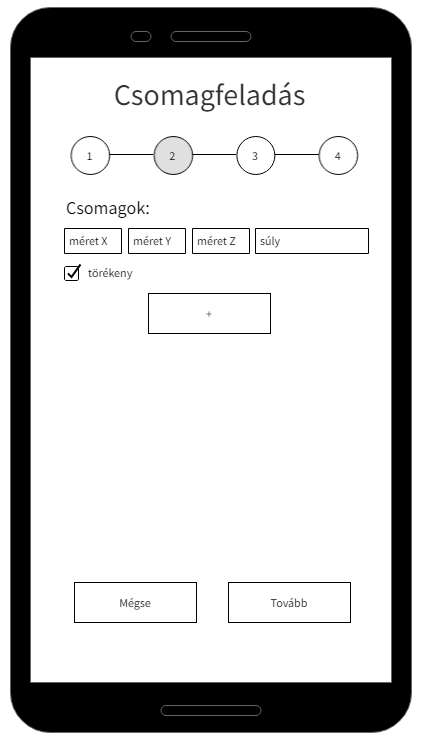 Csomagfeladás
1 2 3 4
Csomagok:
méret X méret Y méret Z súly
törékeny
+
Mégse Tovább